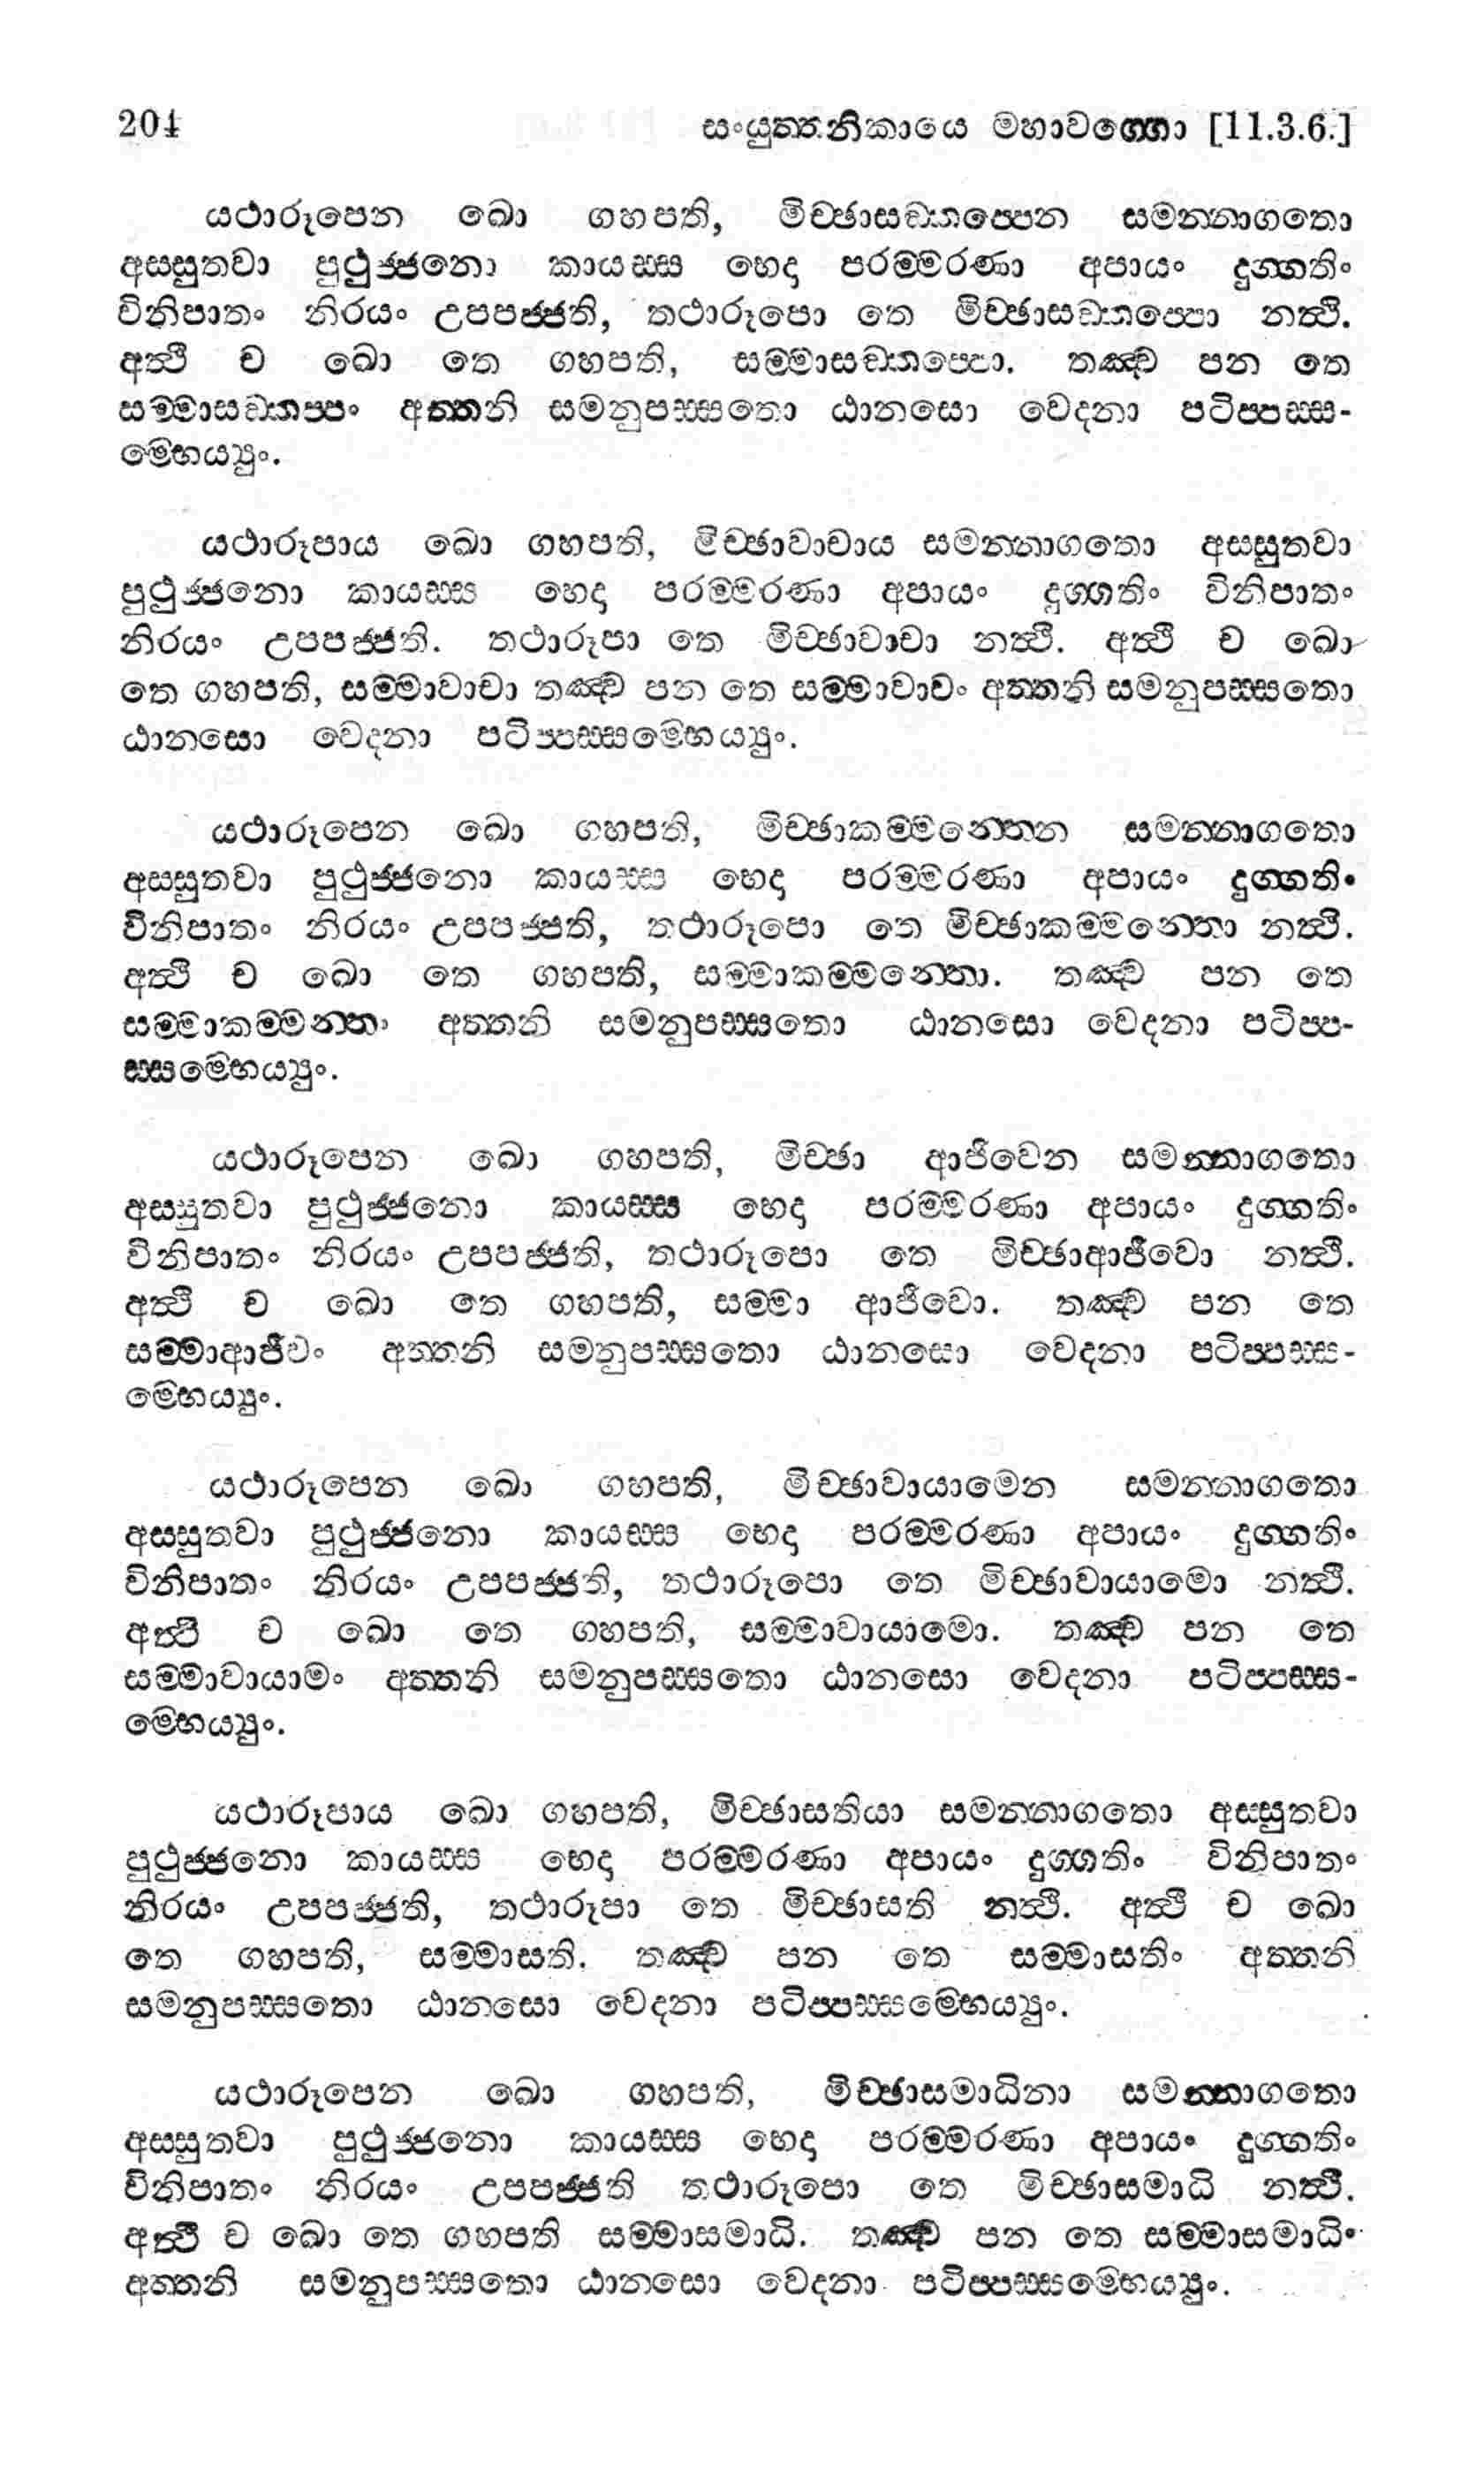 204 සංයුත්තනිකායෙ මහාවග්ගො [11.3.6.]
යථාරූපෙන ඛො ගහපති, මිච්ඡාසඞ්කප්පෙන සමන්නාගතො
අස්සුතවා පුථුජ්ජනො කායස්ස භෙදා පරම්මරණා අපායං දුග්ගතිං
විනිපාතං නිරයං උපපජ්ජති, තථාරූපො තෙ මිච්ඡාසඞ්කප්පො නත්ථි.
අත්ථි ච ඛො තෙ ගහපති, සම්මාසඞ්කප්පො. තඤ්ච පන තෙ
සම්මාසඞ්කප්පං අත්තනි සමනුපස්සතො ඨානසො වෙදනා පටිප්පස්ස-
ම්භෙය්‍යුං.
යථාරූපාය ඛො ගහපති, මිච්ඡාවාචාය සමන්නාගතො අස්සුතවා
පුථුජ්ජනො කායස්ස හෙදා පරම්මරණා අපායං දුග්ගතිං විනිපාතං
නිරයං උපපජ්ජති. තථාරූපා තෙ මිච්ඡාවාචා නත්ථි. අත්ථි ච ඛො
තෙ ගහපති, සම්මාවාචා තඤ්ච පන තෙ සම්මාවාචං අත්තනි සමනුපස්සතො
ඨානසො වෙදනා පටිප්පස්සම්භෙය්‍යුං.
යථාරූපෙන ඛො ගහපති, මිච්ඡාකම්මන්තෙන සමන්නාගතො
අස්සුතවා පුථුජ්ජනො කායස්ස භෙදා පරම්මරණා අපායං දුග්ගතිං
විනිපාතං නිරයං උපපජ්ජති, තථාරූපො තෙ මිච්ඡාකම්මන්තො නත්ථි.
අත්ථි ච ඛො තෙ ගහපති, සම්මාකම්මන්තො. තඤ්ච පන තෙ
සම්මාකම්මන්තං අත්තනි සමනුපස්සතො ඨානසො වෙදනා පටිප්ප-
ස්සම්භෙය්‍යුං.
යථාරූපෙන ඛො ගහපති, මිච්ඡා ආජීවෙන සමන්නාගතො
අස්සුතවා පුථුජ්ජනො කායස්ස භෙදා පරම්මරණා අපායං දුග්ගතිං
විනිපාතං නිරයං උපපජ්ජති, තථාරූපො තෙ මිච්ඡාආජීවො නත්ථි.
අත්ථි ච ඛො තෙ ගහපති, සම්මා ආජීවො. තඤ්ච පන තෙ
සම්මාආජීවං අත්තනි සමනුපස්සතො ඨානසො වෙදනා පටිප්පස්ස-
ම්භෙය්‍යුං.
යථාරූපෙන ඛො ගහපති, මිච්ඡාවායාමෙන සමන්නාගතො
අස්සුතවා පුථුජ්ජනො කායස්ස භෙදා පරම්මරණා අපායං දුග්ගතිං
විනිපාතං නිරයං උපපජ්ජති, තථාරූපො තෙ මිච්ඡාවායාමො නත්ථි.
අත්ථි ච ඛො තෙ ගහපති, සම්මාවායාමො. තඤ්ච පන තෙ
සම්මාවායාමං අත්තනි සමනුපස්සතො ඨානසො වෙදනා පටිප්පස්ස-
ම්භෙය්‍යුං.
යථාරූපාය ඛො ගහපති, මිච්ඡාසතියා සමන්නාගතො අස්සුතවා
පුථුජ්ජනො කායස්ස භෙදා පරම්මරණා අපායං දුග්ගතිං විනිපාතං
නිරයං උපපජ්ජති, තථාරූපා තෙ මිච්ඡාසති නත්ථි. අත්ථි ච ඛො
තෙ ගහපති, සම්මාසති. තඤ්ච පන තෙ සම්මාසතිං අත්තනි
සමනුපස්සතො ඨානසො වෙදනා පටිප්පස්සම්භෙය්‍යුං.
යථාරූපෙන ඛො ගහපති, මිච්ඡාසමාධිනා සමන්නාගතො
අස්සුතවා පුථුජ්ජනො කායස්ස භෙදා පරම්මරණා අපායං දුග්ගතිං
විනිපාතං නිරයං උපපජ්ජති තථාරූපො තෙ මිච්ඡාසමාධි නත්ථි.
අත්ථි ච ඛො තෙ ගහපති සම්මාසමාධි. තඤ්ච පන තෙ සම්මාසමාධිං
අත්තනි සමනුපස්සතො ඨානසො වෙදනා පටිප්පස්සම්භෙය්‍යුං.